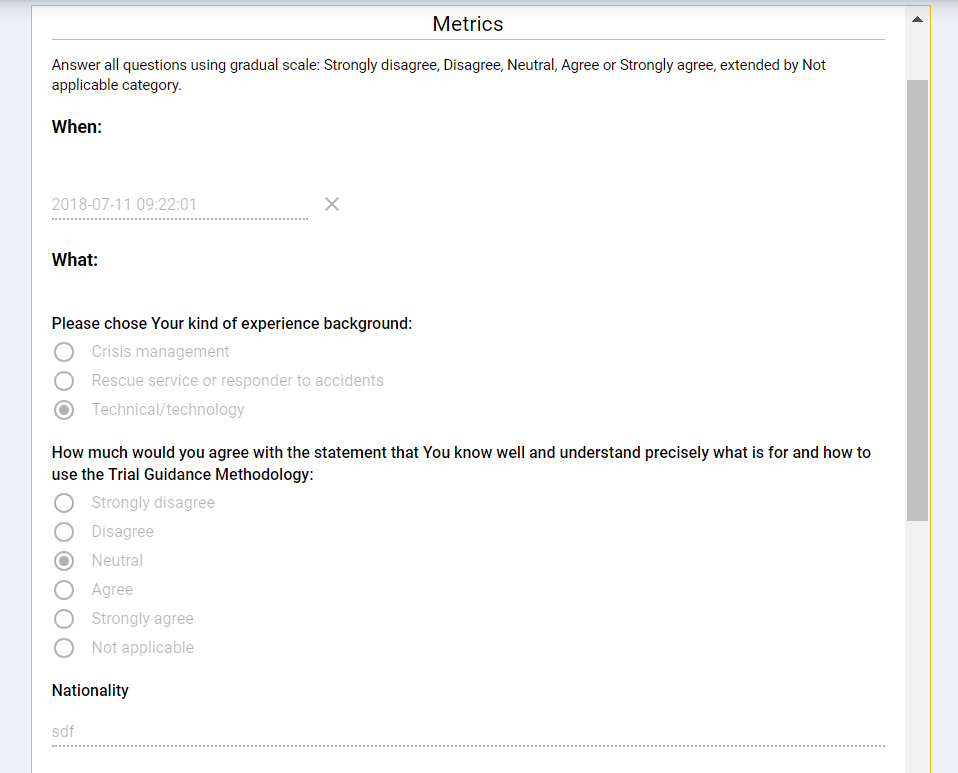 Metrics
Answer all questions using gradual scale: Strongly disagree, Disagree, Neutral, Agree or Strongly agree, extended by Not
applicable category.
When:
2018-07-11 09:22:01
What:
Please chose Your kind of experience background:
Crisis management
Rescue service or responder to accidents
Technical/technology
How much would you agree with the statement that You know well and understand precisely what is for and how to
use the Trial Guidance Methodology:
Strongly disagree
Disagree
Neutral
Agree
Strongly agree
Not applicable
Nationality
sdf